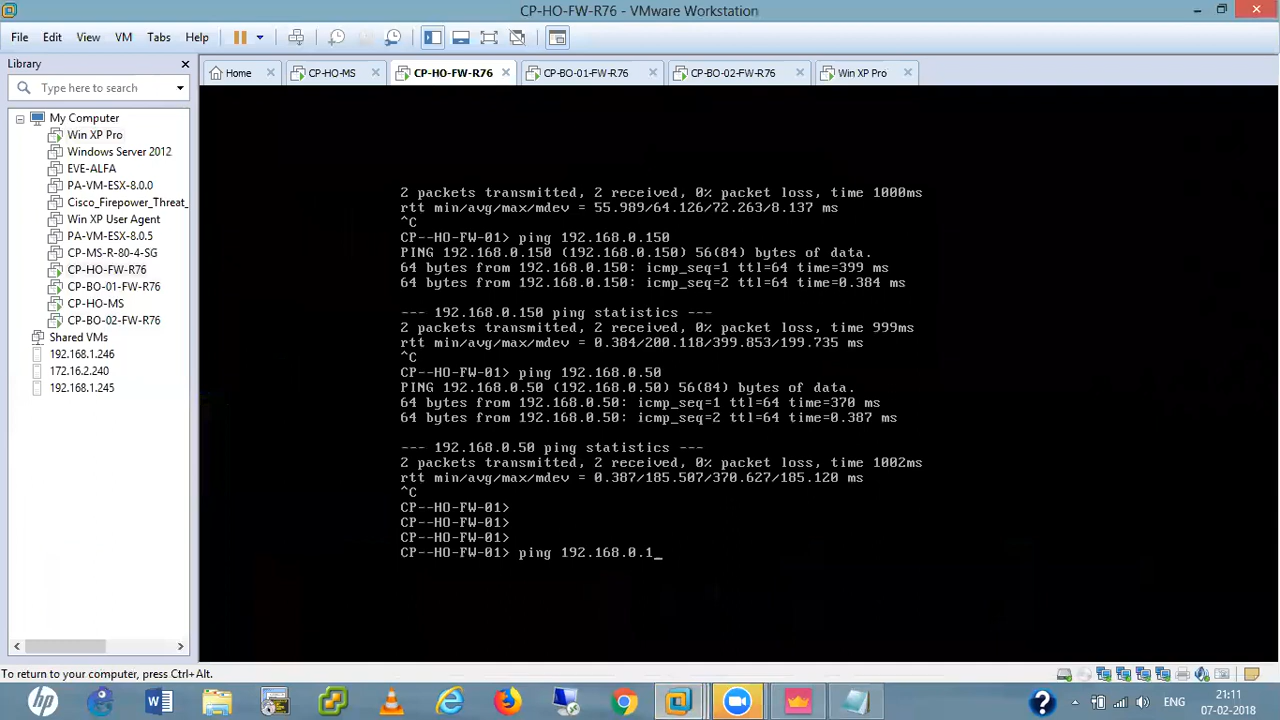 CP-HO-FW-R76 - VMware Workstation
File Edit View VM Tabs Help
Library
Type here to search
Home CP-HO-MS CP-HO-FW-R76 CP-BO-01-FW-R76 CP-BO-02-FW-R76 Win XP Pro
My Computer
Win XP Pro
Windows Server 2012
EVE-ALFA
PA-VM-ESX-8.0.0
Cisco_Firepower_Threat_
Win XP User Agent
PA-VM-ESX-8.0.5
CP-MS-R-80-4-SG
CP-HO-FW-R76
CP-BO-01-FW-R76
CP-HO-MS
CP-BO-02-FW-R76
Shared VMs
192.168.1.246
172.16.2.240
192.168.1.245
2 packets transmitted, 2 received, 0% packet loss, time 1000ms
rtt min/avg/max/mdev = 55.989/64.126/72.263/8.137 ms
^C
CP--HO-FW-01> ping 192.168.0.150
PING 192.168.0.150 (192.168.0.150) 56(84) bytes of data.
64 bytes from 192.168.0.150: icmp_seq=1 ttl=64 time=399 ms
64 bytes from 192.168.0.150: icmp_seq=2 ttl=64 time=0.384 ms
--- 192.168.0.150 ping statistics ---
2 packets transmitted, 2 received, 0% packet loss, time 999ms
rtt min/avg/max/mdev = 0.384/200.118/399.853/199.735 ms
^C
CP--HO-FW-01> ping 192.168.0.50
PING 192.168.0.50 (192.168.0.50) 56(84) bytes of data.
64 bytes from 192.168.0.50: icmp_seq=1 ttl=64 time=370 ms
64 bytes from 192.168.0.50: icmp_seq=2 ttl=64 time=0.387 ms
--- 192.168.0.50 ping statistics ---
2 packets transmitted, 2 received, 0% packet loss, time 1002ms
rtt min/avg/max/mdev = 0.387/185.507/370.627/185.120 ms
^C
CP--HO-FW-01>
CP--HO-FW-01>
CP--HO-FW-01>
CP--HO-FW-01> ping 192.168.0.1_
To return to your computer, press Ctrl+Alt.
ENG
21:11
07-02-2018